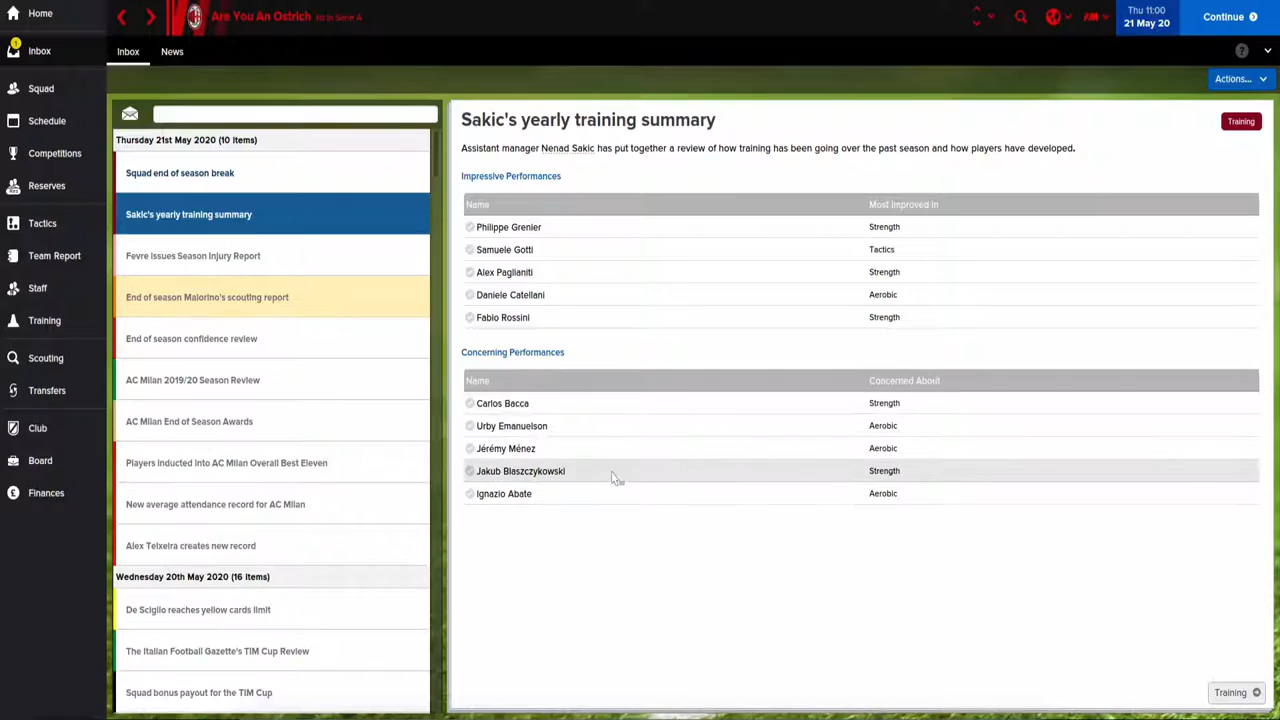 Home
Inbox
Squad
Schedule
Competitions
Reserves
Tactics
Team Report
Staff
Training
Scouting
Transfers
Club
Board
Finances
Are You An Ostrich
Thu 11:00
21 May 20
Continue
Inbox News
?
Actions...
Thursday 21st May 2020 (10 items)
Squad end of season break
Sakic's yearly training summary
Fevre issues Season Injury Report
End of season Maiorino's scouting report
End of season confidence review
AC Milan 2019/20 Season Review
AC Milan End of Season Awards
Players inducted into AC Milan Overall Best Eleven
New average attendance record for AC Milan
Alex Teixeira creates new record
Wednesday 20th May 2020 (16 items)
De Sciglio reaches yellow cards limit
The Italian Football Gazette's TIM Cup Review
Squad bonus payout for the TIM Cup
Sakic's yearly training summary
Training
Assistant manager Nenad Sakic has put together a review of how training has been going over the past season and how players have developed.
Impressive Performances
Name Most Improved In
Philippe Grenier Strength
Samuele Gotti Tactics
Alex Paglianiti Strength
Daniele Catellani Aerobic
Fabio Rossini Strength
Concerning Performances
Name Concerned About
Carlos Bacca Strength
Urby Emanuelson Aerobic
Jérémy Ménez Aerobic
Jakub Blaszczykowski Strength
Ignazio Abate Aerobic
Training